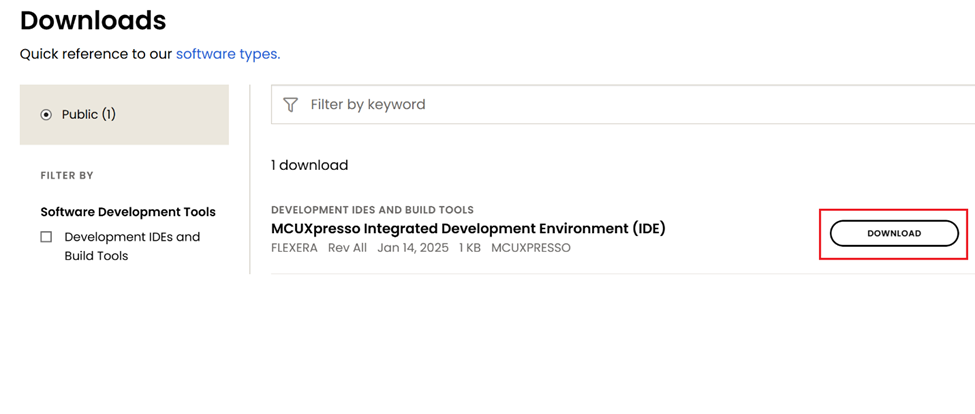 Downloads
Quick reference to our software types.
Public (1)
FILTER BY
Software Development Tools
Development IDEs and
Build Tools
Filter by keyword
1 download
DEVELOPMENT IDES AND BUILD TOOLS
MCUXpresso Integrated Development Environment (IDE)
FLEXERA Rev All Jan 14, 2025 1 KB MCUXPRESSO
DOWNLOAD